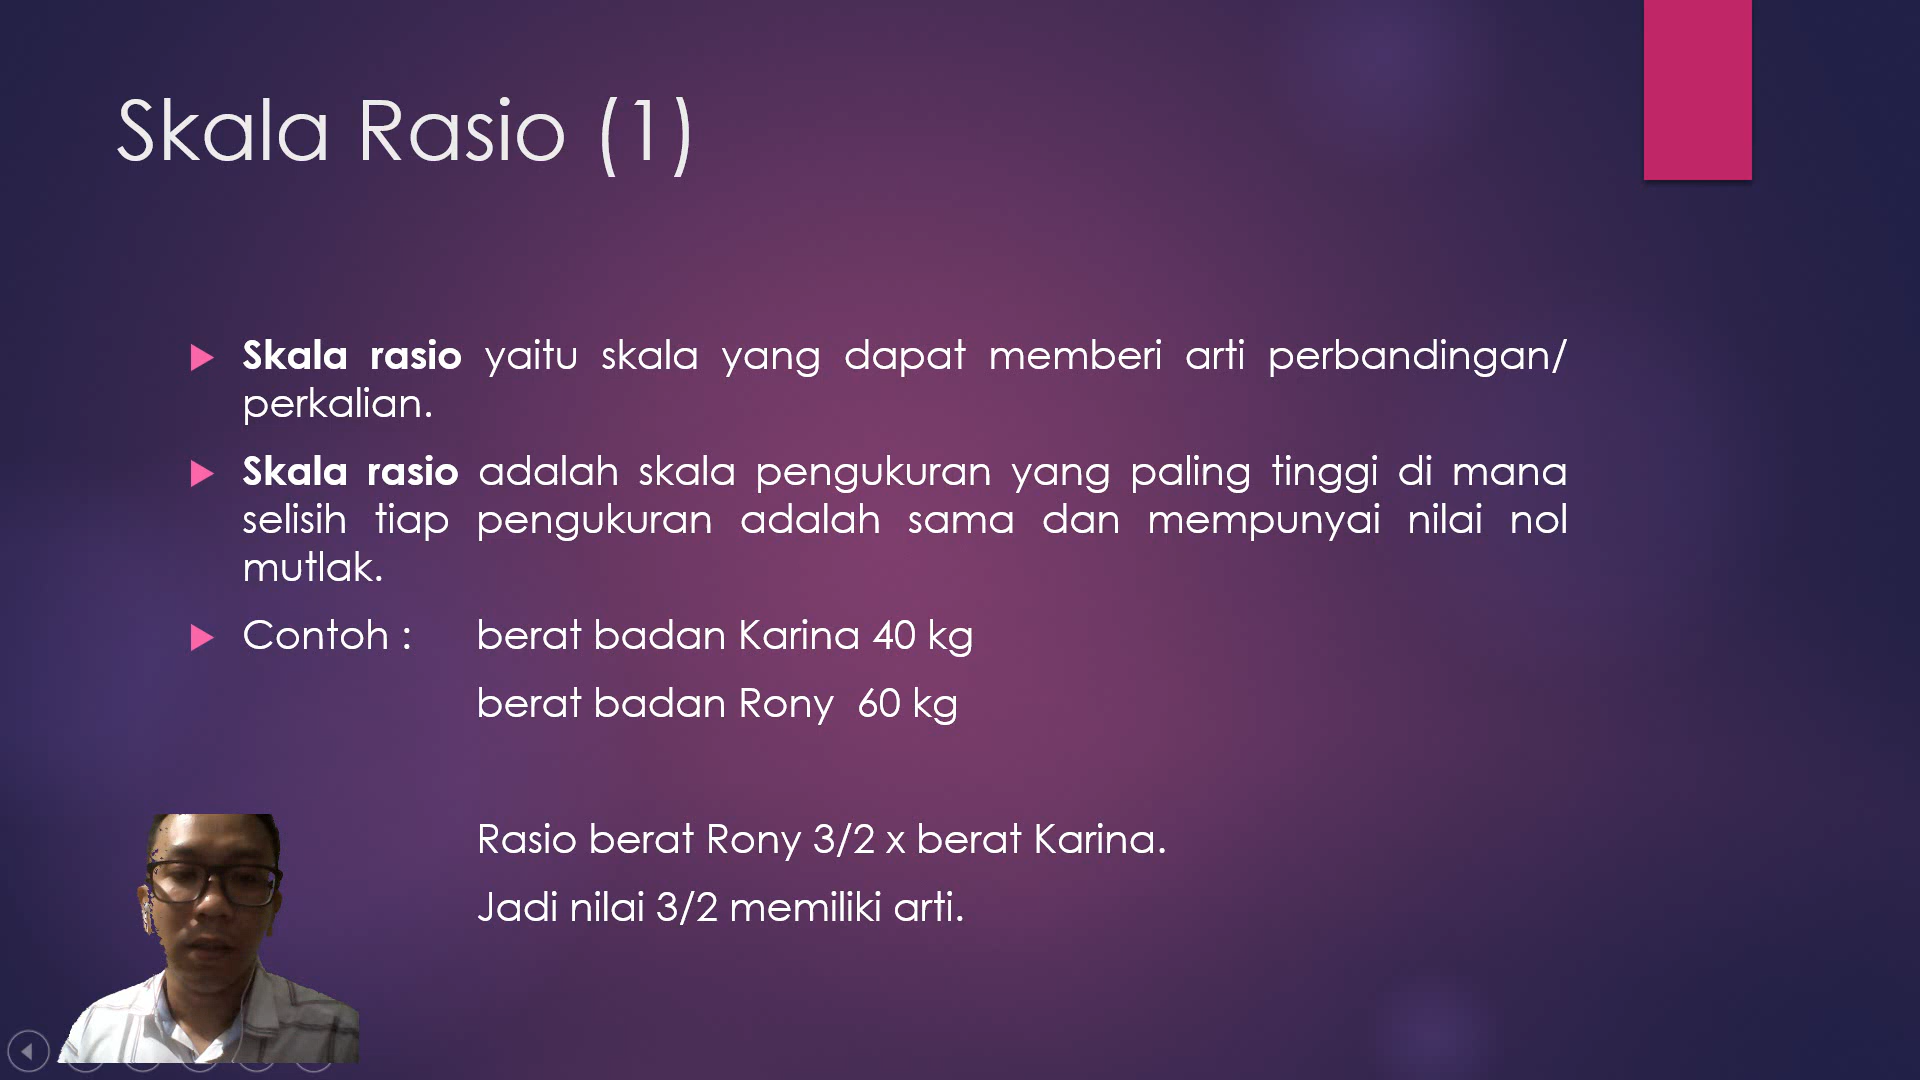 Skala Rasio (1)
Skala rasio yaitu skala yang dapat memberi arti perbandingan/
perkalian.
Skala rasio adalah skala pengukuran yang paling tinggi di mana
selisih tiap pengukuran adalah sama dan mempunyai nilai nol
mutlak.
Contoh : berat badan Karina 40 kg
berat badan Rony 60 kg
Rasio berat Rony 3/2 x berat Karina.
Jadi nilai 3/2 memiliki arti.